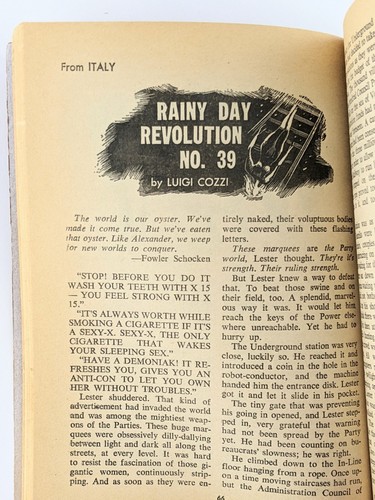 From ITALY
RAINY DAY
REVOLUTION
NO. 39
by LUIGI COZZI
The world is our oyster. We've
made it come true. But we've eaten
that oyster. Like Alexander, we weep
for new worlds to conquer.
—Fowler Schocken
"STOP! BEFORE YOU DO IT
WASH YOUR TEETH WITH X 15
— YOU FEEL STRONG WITH X
15."
"IT'S ALWAYS WORTH WHILE
SMOKING A CIGARETTE IF IT'S
A SEXY-X. SEXY-X, THE ONLY
CIGARETTE THAT WAKES
YOUR SLEEPING SEX."
"HAVE A DEMONIAK! IT RE-
FRESHES YOU, GIVES YOU AN
ANTI-CON TO LET YOU OWN
HER WITHOUT TROUBLES."
Lester shuddered. That kind of
advertisement had invaded the world
and was among the mightiest weap-
ons of the Parties. These huge mar-
quees were obsessively dilly-dallying
between light and dark all along the
streets, at every level. It was hard
to resist the fascination of those gi-
gantic women, continuously strip-
ping. And as soon as they were en-
tirely naked, their voluptuous bodies
were covered with these flashing
letters.
These marquees are the Party
world, Lester thought. They're its
strength. Their ruling strength.
But Lester knew a way to defeat
that. To beat those swine and on
their field, too. A splendid, marvel-
ous way it was. It would let him
reach the keys of the Power else-
where unreachable. Yet he had to
hurry up.
The Underground station was very
close, luckily so. He reached it and
introduced a coin in the hole in the
robot-conductor, and the machine
handed him the entrance disk. Lester
got it and let it slide in his pocket.
The tiny gate that was preventing
his going in opened, and Lester step-
ped in, very grateful that warning
had not been spread by the Party
yet. He had been counting on bu-
reaucrats' slowness; he was right.
He climbed down to the In-Line
floor hanging from a rope. Once up-
on a time moving staircases had run,
but the Administration Council of
66